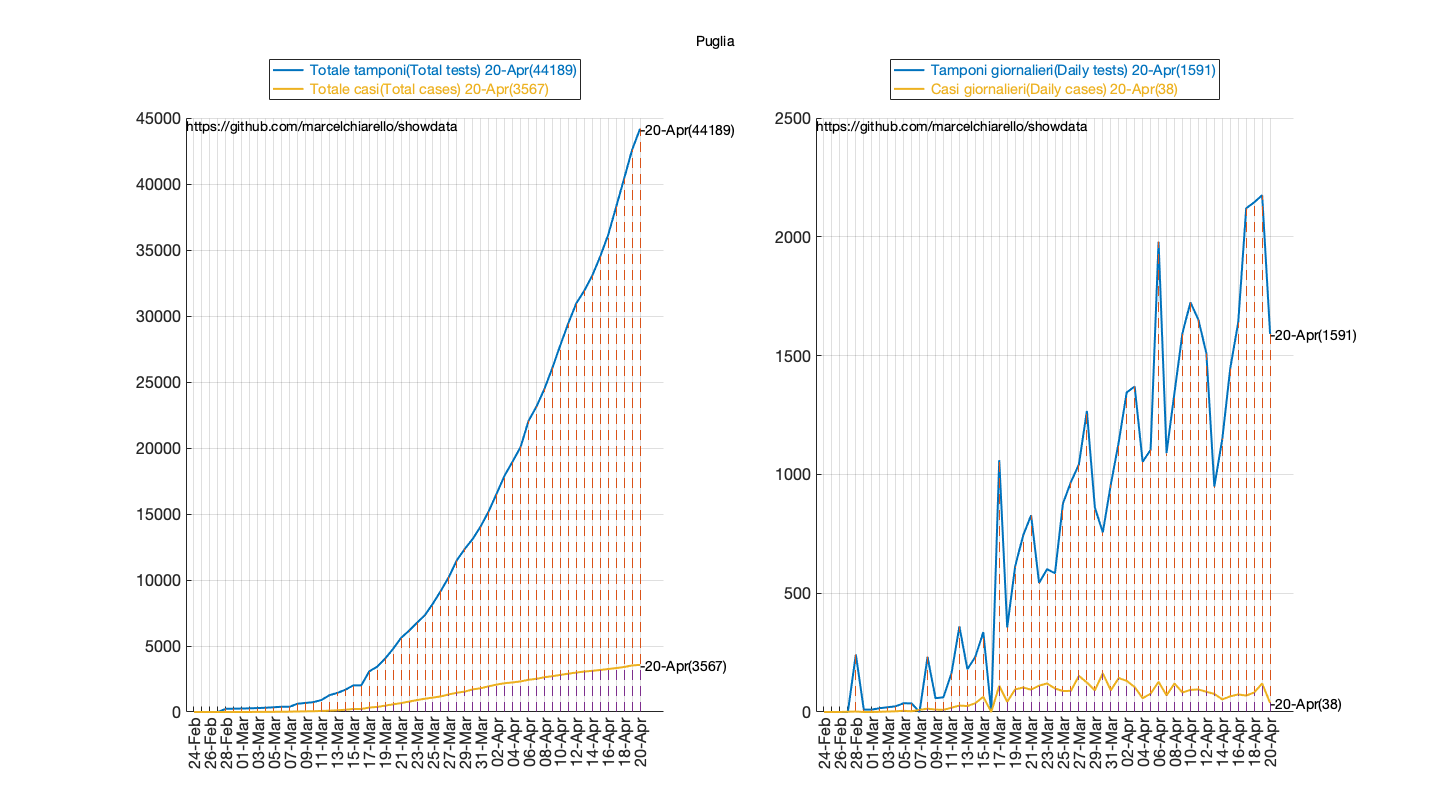 Puglia
Totale tamponi(Total tests) 20-Apr(44189)
Totale casi(Total cases) 20-Apr(3567)
https://github.com/marcelchiarello/showdata
45000
40000
35000
30000
25000
20000
15000
10000
5000
0
-20-Apr(44189)
-20-Apr(3567)
24-Feb
26-Feb
28-Feb
01-Mar
03-Mar
05-Mar
07-Mar
09-Mar
11-Mar
13-Mar
15-Mar
17-Mar
19-Mar
21-Mar
23-Mar
25-Mar
27-Mar
29-Mar
31-Mar
02-Apr
04-Apr
06-Apr
08-Apr
10-Apr
12-Apr
14-Apr
16-Apr
18-Apr
20-Apr
Tamponi giornalieri(Daily tests) 20-Apr(1591)
Casi giornalieri(Daily cases) 20-Apr(38)
https://github.com/marcelchiarello/showdata
2500
2000
1500
1000
500
0
-20-Apr(1591)
-20-Apr(38)
24-Feb
26-Feb
28-Feb
01-Mar
03-Mar
05-Mar
07-Mar
09-Mar
11-Mar
13-Mar
15-Mar
17-Mar
19-Mar
21-Mar
23-Mar
25-Mar
27-Mar
29-Mar
31-Mar
02-Apr
04-Apr
06-Apr
08-Apr
10-Apr
12-Apr
14-Apr
16-Apr
18-Apr
20-Apr